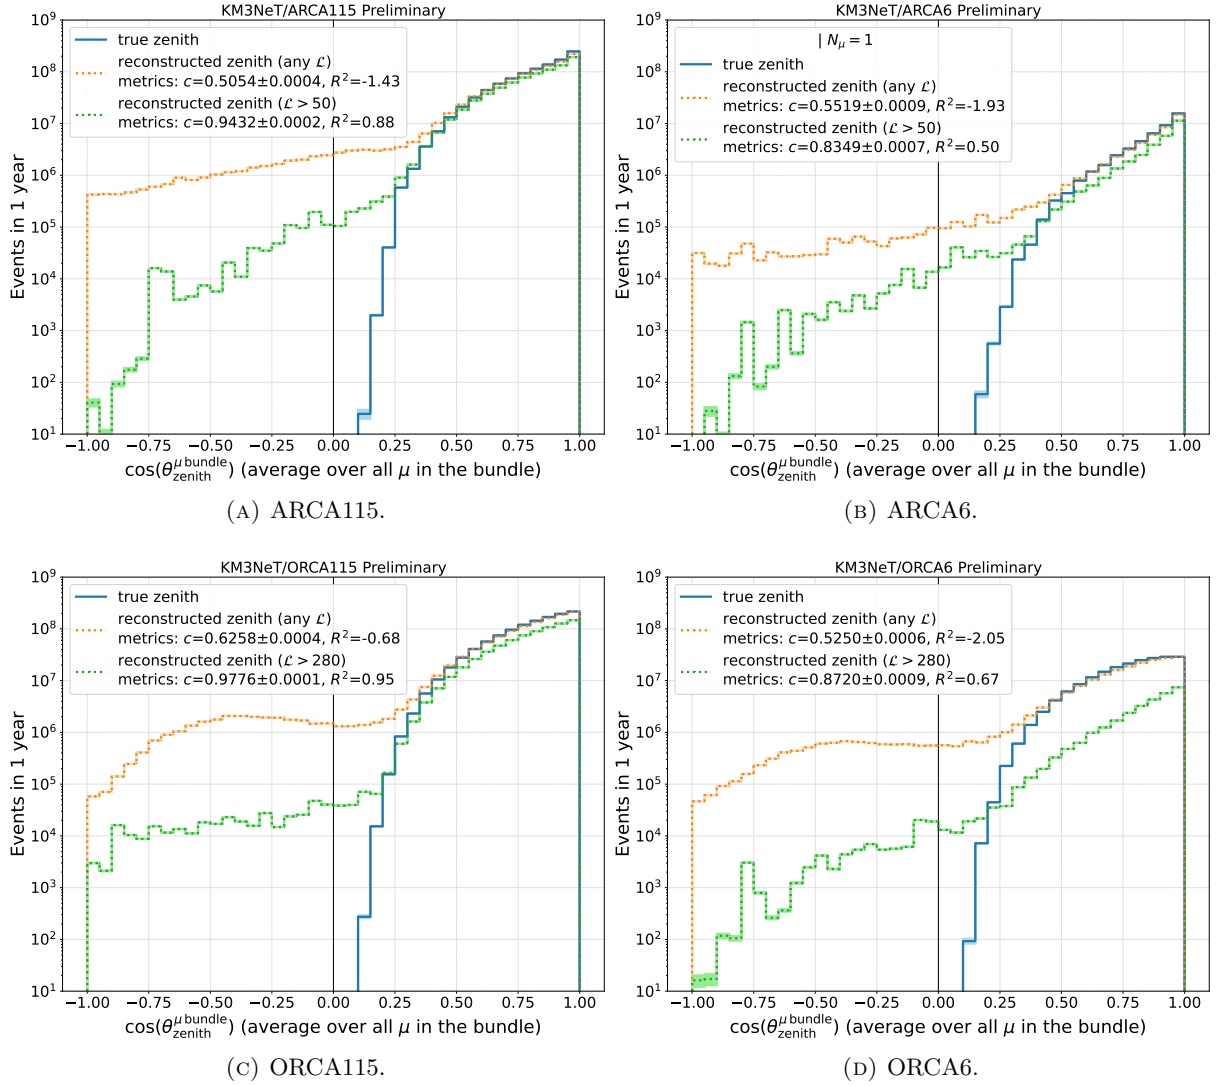 KM3NeT/ARCA115 Preliminary
true zenith
reconstructed zenith (any ℒ)
metrics: c=0.5054±0.0004, R²=-1.43
reconstructed zenith (ℒ > 50)
metrics: c=0.9432±0.0002, R²=0.88
10⁹
10⁸
10⁷
10⁶
10⁵
10⁴
10³
10²
10¹
Events in 1 year
−1.00 −0.75 −0.50 −0.25 0.00 0.25 0.50 0.75 1.00
cos(θ_zenith^μ bundle) (average over all μ in the bundle)
(A) ARCA115.
KM3NeT/ARCA6 Preliminary
| N_μ = 1
true zenith
reconstructed zenith (any ℒ)
metrics: c=0.5519±0.0009, R²=-1.93
reconstructed zenith (ℒ > 50)
metrics: c=0.8349±0.0007, R²=0.50
10⁹
10⁸
10⁷
10⁶
10⁵
10⁴
10³
10²
10¹
Events in 1 year
−1.00 −0.75 −0.50 −0.25 0.00 0.25 0.50 0.75 1.00
cos(θ_zenith^μ bundle) (average over all μ in the bundle)
(B) ARCA6.
KM3NeT/ORCA115 Preliminary
true zenith
reconstructed zenith (any ℒ)
metrics: c=0.6258±0.0004, R²=-0.68
reconstructed zenith (ℒ > 280)
metrics: c=0.9776±0.0001, R²=0.95
10⁹
10⁸
10⁷
10⁶
10⁵
10⁴
10³
10²
10¹
Events in 1 year
−1.00 −0.75 −0.50 −0.25 0.00 0.25 0.50 0.75 1.00
cos(θ_zenith^μ bundle) (average over all μ in the bundle)
(C) ORCA115.
KM3NeT/ORCA6 Preliminary
true zenith
reconstructed zenith (any ℒ)
metrics: c=0.5250±0.0006, R²=-2.05
reconstructed zenith (ℒ > 280)
metrics: c=0.8720±0.0009, R²=0.67
10⁹
10⁸
10⁷
10⁶
10⁵
10⁴
10³
10²
10¹
Events in 1 year
−1.00 −0.75 −0.50 −0.25 0.00 0.25 0.50 0.75 1.00
cos(θ_zenith^μ bundle) (average over all μ in the bundle)
(D) ORCA6.